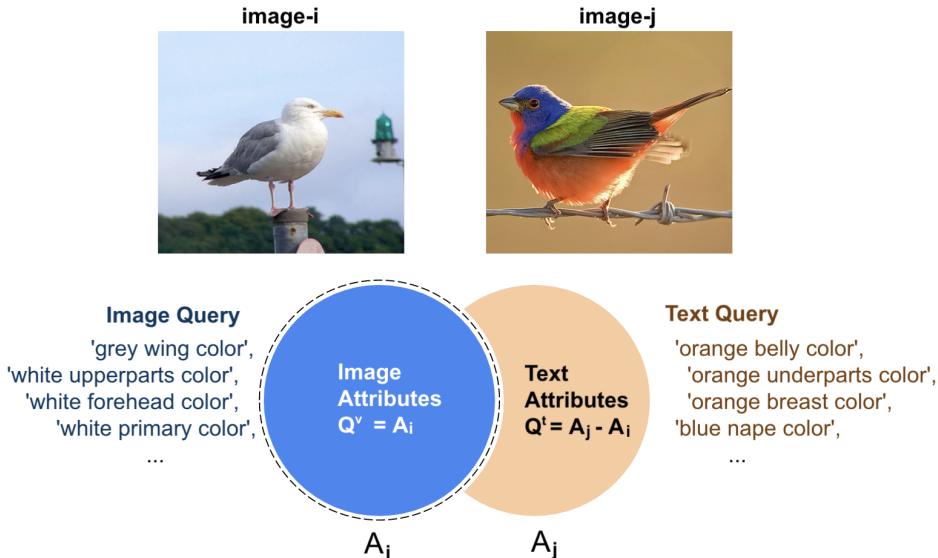 image-i
image-j
Image Query
'grey wing color',
'white upperparts color',
'white forehead color',
'white primary color',
...
Image
Attributes
Qᵛ = Aᵢ
Text
Attributes
Qᵗ = Aⱼ - Aᵢ
Text Query
'orange belly color',
'orange underparts color',
'orange breast color',
'blue nape color',
...
Aᵢ
Aⱼ